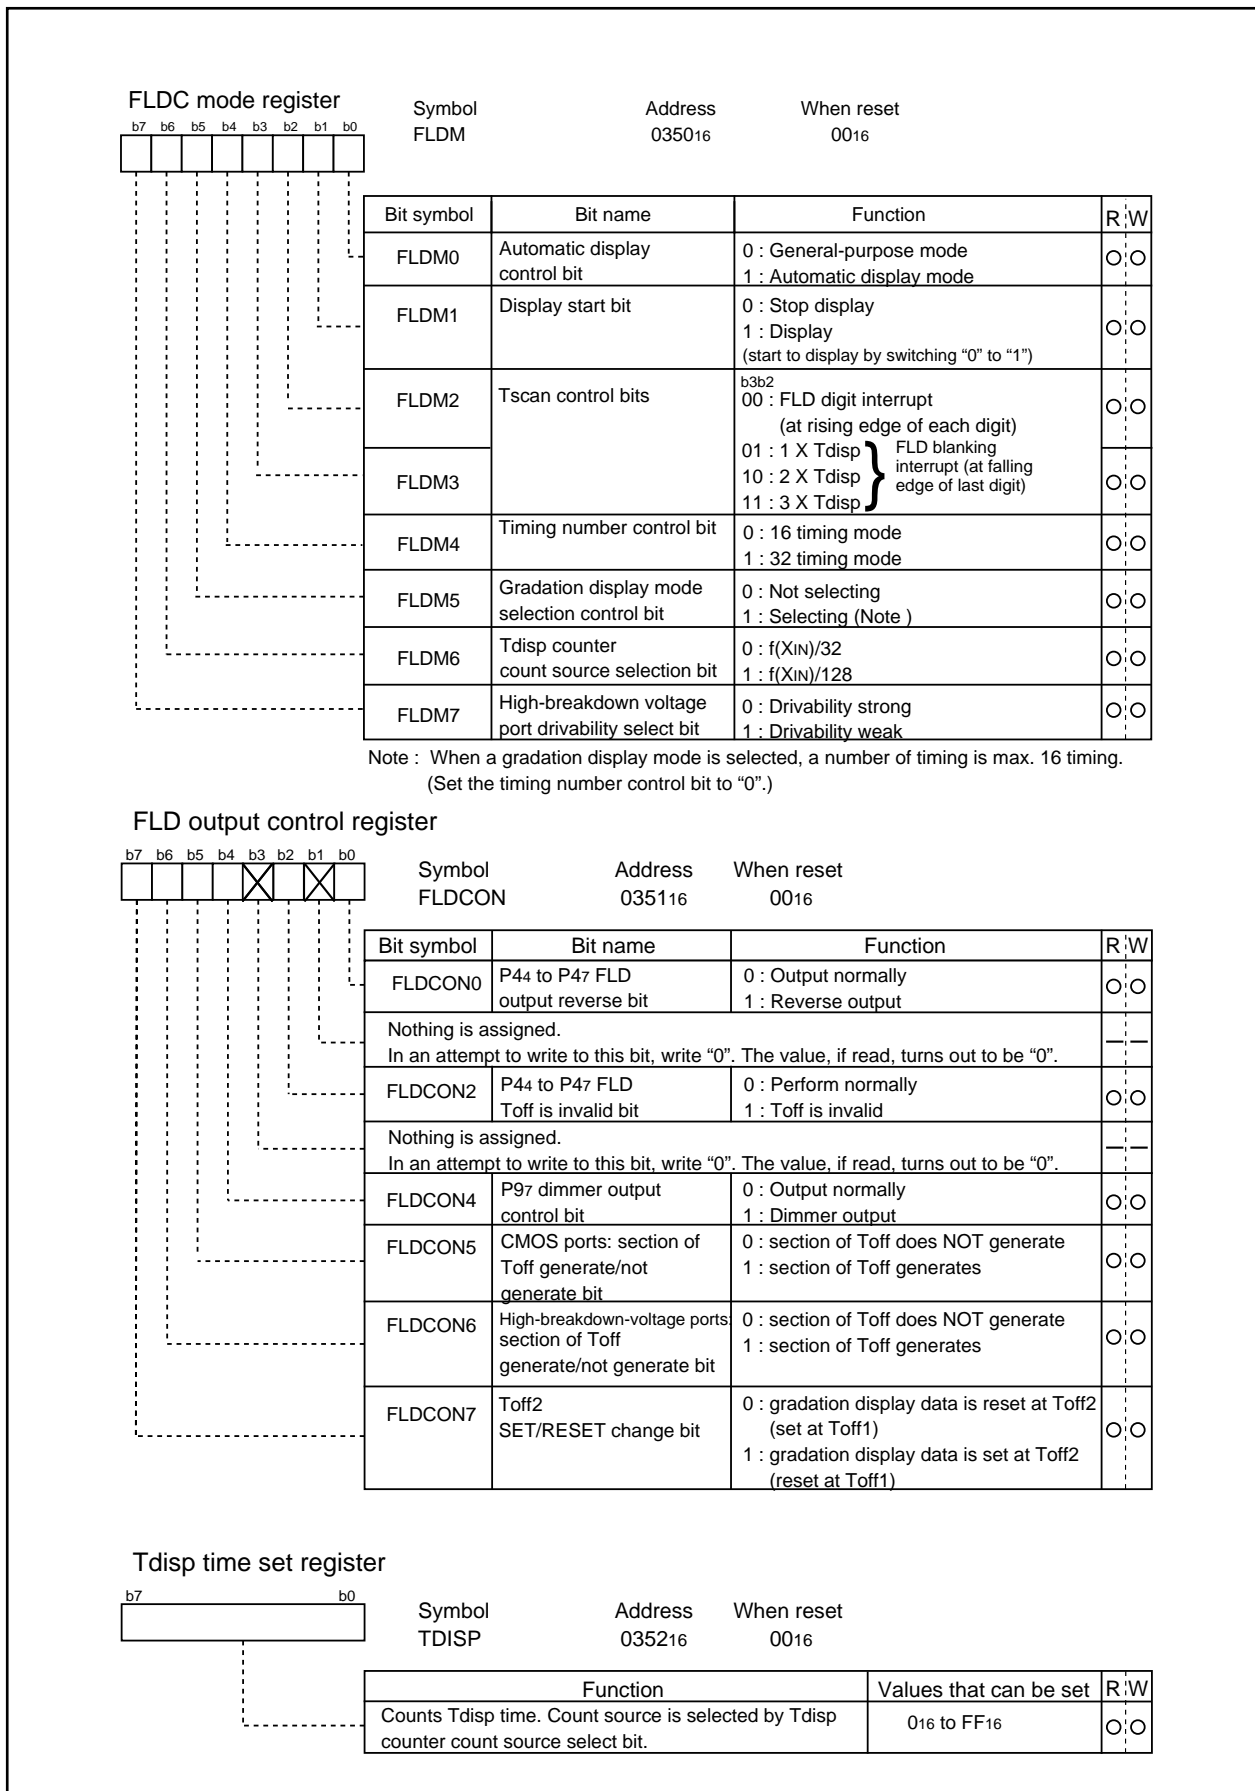 FLDC mode register
Symbol Address When reset
b7 b6 b5 b4 b3 b2 b1 b0
FLDM 035016 0016
Bit symbol Bit name Function R W
FLDM0 Automatic display control bit 0 : General-purpose mode
1 : Automatic display mode
FLDM1 Display start bit 0 : Stop display
1 : Display
(start to display by switching “0” to “1”)
FLDM2 Tscan control bits b3b2
00 : FLD digit interrupt
(at rising edge of each digit)
FLDM3 01 : 1 X Tdisp
10 : 2 X Tdisp
11 : 3 X Tdisp
} FLD blanking
interrupt (at falling
edge of last digit)
FLDM4 Timing number control bit 0 : 16 timing mode
1 : 32 timing mode
FLDM5 Gradation display mode
selection control bit 0 : Not selecting
1 : Selecting (Note )
FLDM6 Tdisp counter
count source selection bit 0 : f(XIN)/32
1 : f(XIN)/128
FLDM7 High-breakdown voltage
port drivability select bit 0 : Drivability strong
1 : Drivability weak
Note : When a gradation display mode is selected, a number of timing is max. 16 timing.
(Set the timing number control bit to “0”.)
FLD output control register
b7 b6 b5 b4 b3 b2 b1 b0
Symbol Address When reset
FLDCON 035116 0016
Bit symbol Bit name Function R W
FLDCON0 P44 to P47 FLD
output reverse bit 0 : Output normally
1 : Reverse output
Nothing is assigned.
In an attempt to write to this bit, write “0”. The value, if read, turns out to be “0”.
FLDCON2 P44 to P47 FLD
Toff is invalid bit 0 : Perform normally
1 : Toff is invalid
Nothing is assigned.
In an attempt to write to this bit, write “0”. The value, if read, turns out to be “0”.
FLDCON4 P97 dimmer output
control bit 0 : Output normally
1 : Dimmer output
FLDCON5 CMOS ports: section of
Toff generate/not
generate bit 0 : section of Toff does NOT generate
1 : section of Toff generates
FLDCON6 High-breakdown-voltage ports:
section of Toff
generate/not generate bit 0 : section of Toff does NOT generate
1 : section of Toff generates
FLDCON7 Toff2
SET/RESET change bit 0 : gradation display data is reset at Toff2
(set at Toff1)
1 : gradation display data is set at Toff2
(reset at Toff1)
Tdisp time set register
b7 b0
Symbol Address When reset
TDISP 035216 0016
Function Values that can be set R W
Counts Tdisp time. Count source is selected by Tdisp
counter count source select bit. 016 to FF16